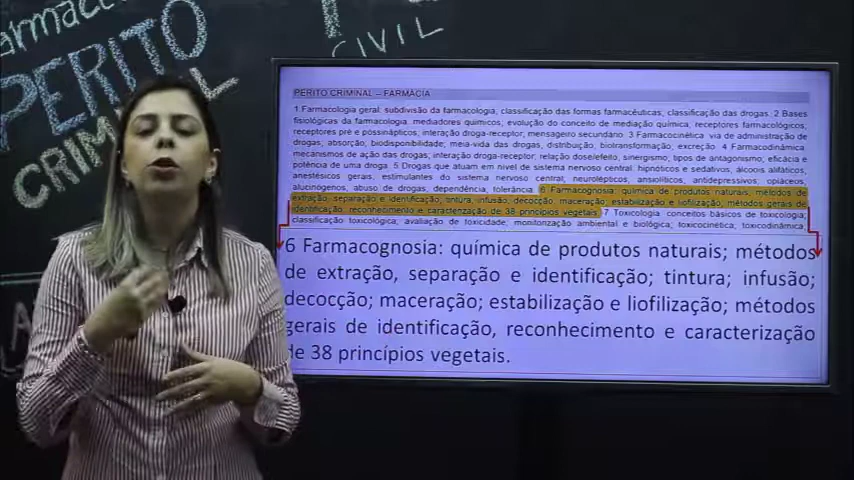 armacêu
PERITO
CRIMINAL
PERITO
CRIMIN
CIVIL
PERITO CRIMINAL – FARMÁCIA
1 Farmacologia geral: subdivisão da farmacologia, classificação das formas farmacêuticas, classificação das drogas. 2 Bases
fisiológicas da farmacologia: mediadores químicos; evolução do conceito de mediação química; receptores farmacológicos;
receptores pré e possinápticos; interação droga-receptor; mensageiro secundário. 3 Farmacocinética: via de administração de
drogas; absorção; biodisponibilidade; meia-vida das drogas, distribuição, biotransformação, excreção. 4 Farmacodinâmica:
mecanismos de ação das drogas; interação droga-receptor; relação dose/efeito, sinergismo; tipos de antagonismo; eficácia e
potência de uma droga. 5 Drogas que atuam em nível de sistema nervoso central: hipnóticos e sedativos, álcoois alifáticos,
anestésicos gerais, estimulantes do sistema nervoso central, neurolépticos, ansiolíticos, antidepressivos, opiáceos,
alucinógenos, abuso de drogas, dependência, tolerância. 6 Farmacognosia: química de produtos naturais; métodos de
extração, separação e identificação; tintura; infusão; decocção; maceração; estabilização e liofilização; métodos gerais de
identificação, reconhecimento e caracterização de 38 princípios vegetais. 7 Toxicologia: conceitos básicos de toxicologia;
classificação toxicológica; avaliação de toxicidade; monitorização ambiental e biológica; toxicocinética; toxicodinâmica.
6 Farmacognosia: química de produtos naturais; métodos
de extração, separação e identificação; tintura; infusão;
decocção; maceração; estabilização e liofilização; métodos
gerais de identificação, reconhecimento e caracterização
de 38 princípios vegetais.